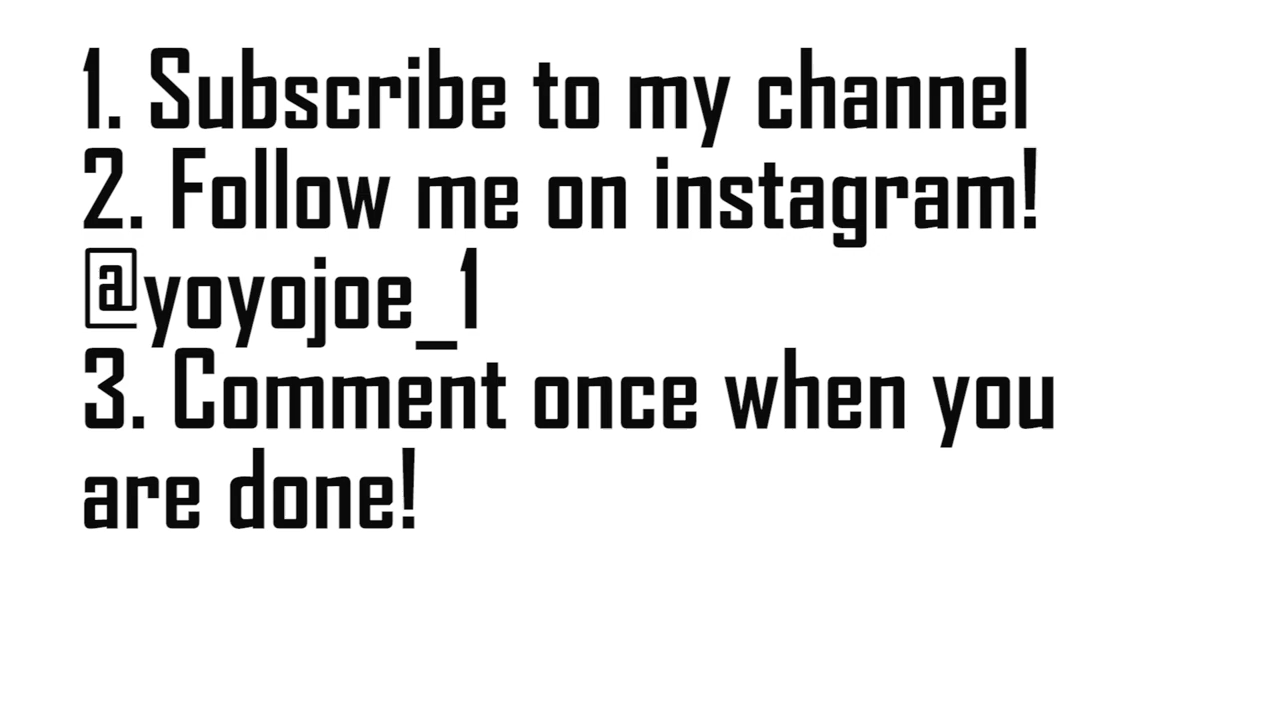 1. Subscribe to my channel
2. Follow me on instagram!
@yoyojoe_1
3. Comment once when you
are done!